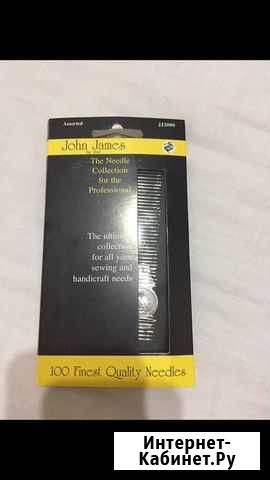 Assorted JJ2000
John James
The Needle
Collection
for the
Professional
The ultimate
collection
for all your
sewing and
handicraft needs
100 Finest Quality Needles
Интернет-
Кабинет.Ру